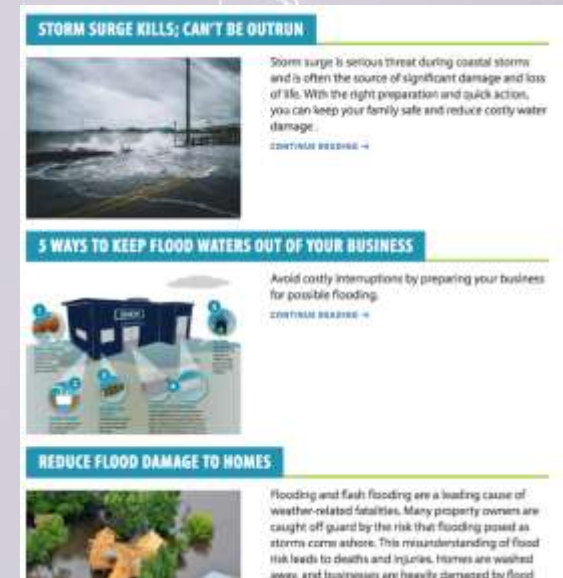 STORM SURGE KILLS; CAN'T BE OUTRUN
Storm surge is serious threat during coastal storms
and is often the source of significant damage and loss
of life. With the right preparation and quick action,
you can keep your family safe and reduce costly water
damage.
CONTINUE READING →
5 WAYS TO KEEP FLOOD WATERS OUT OF YOUR BUSINESS
Avoid costly interruptions by preparing your business
for possible flooding.
CONTINUE READING →
REDUCE FLOOD DAMAGE TO HOMES
Flooding and flash flooding are a leading cause of
weather-related fatalities. Many property owners are
caught off guard by the risk that flooding posed as
storms come ashore. This misunderstanding of flood
risk leads to deaths and injuries. Homes are washed
away, and businesses are heavily damaged by flood